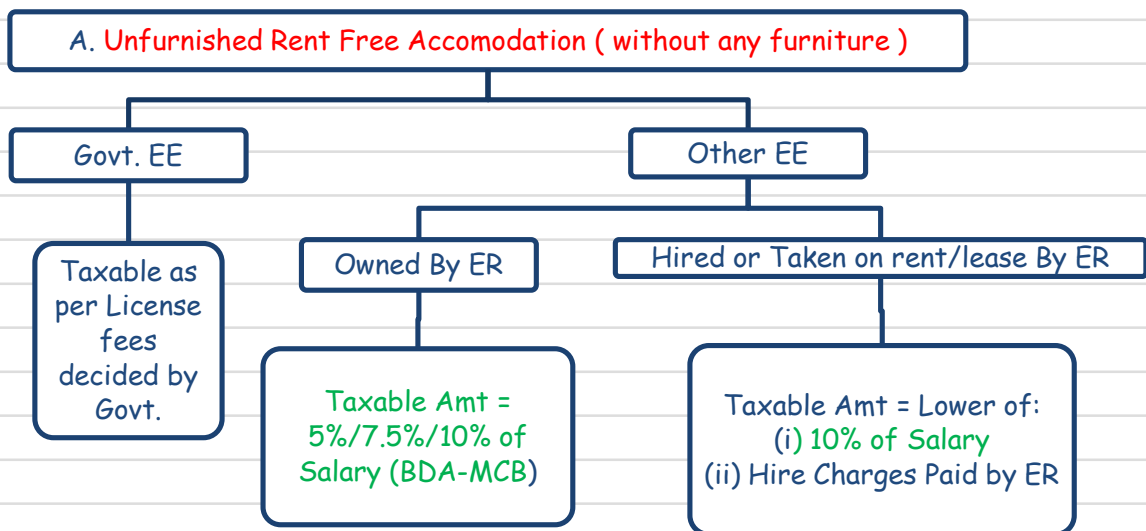 A. Unfurnished Rent Free Accomodation ( without any furniture )
Govt. EE
Other EE
Taxable as
per License
fees
decided by
Govt.
Owned By ER
Hired or Taken on rent/lease By ER
Taxable Amt =
5%/7.5%/10% of
Salary (BDA-MCB)
Taxable Amt = Lower of:
(i) 10% of Salary
(ii) Hire Charges Paid by ER